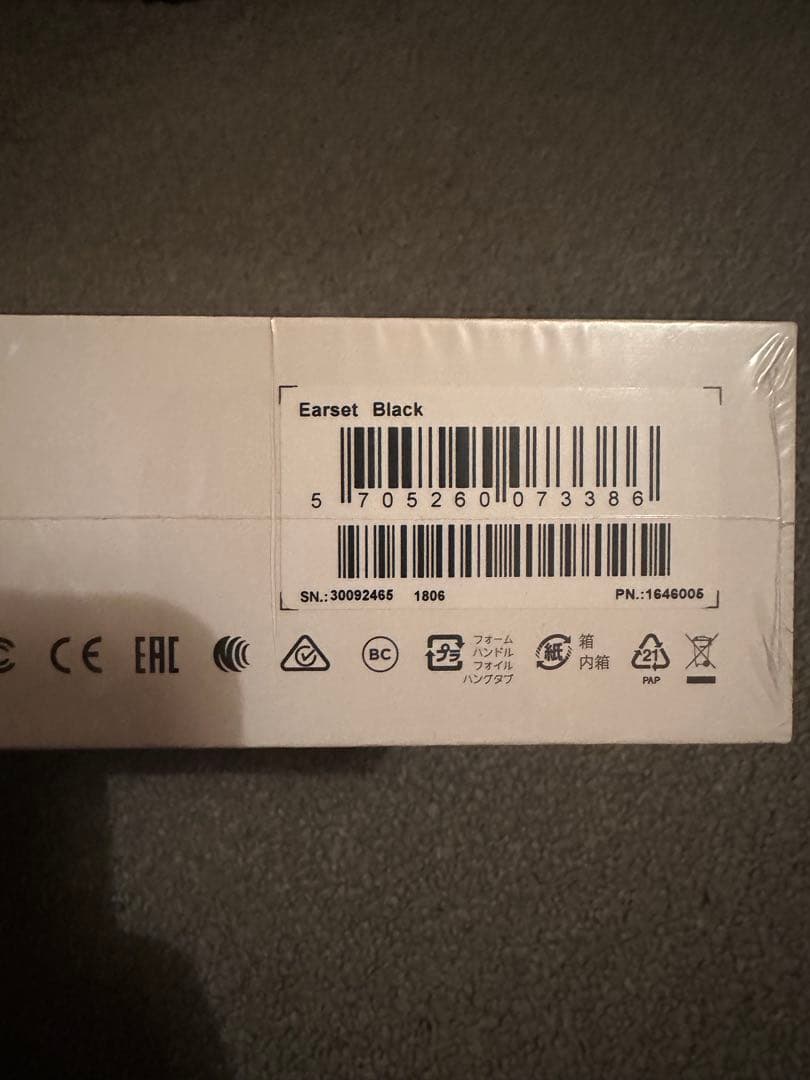 Earset Black
5 705260 073386
SN.:30092465 1806 PN.:1646005
CE EAC BC プラ フォーム
ハンドル
フォイル
ハングタブ
紙 箱
内箱
21
PAP